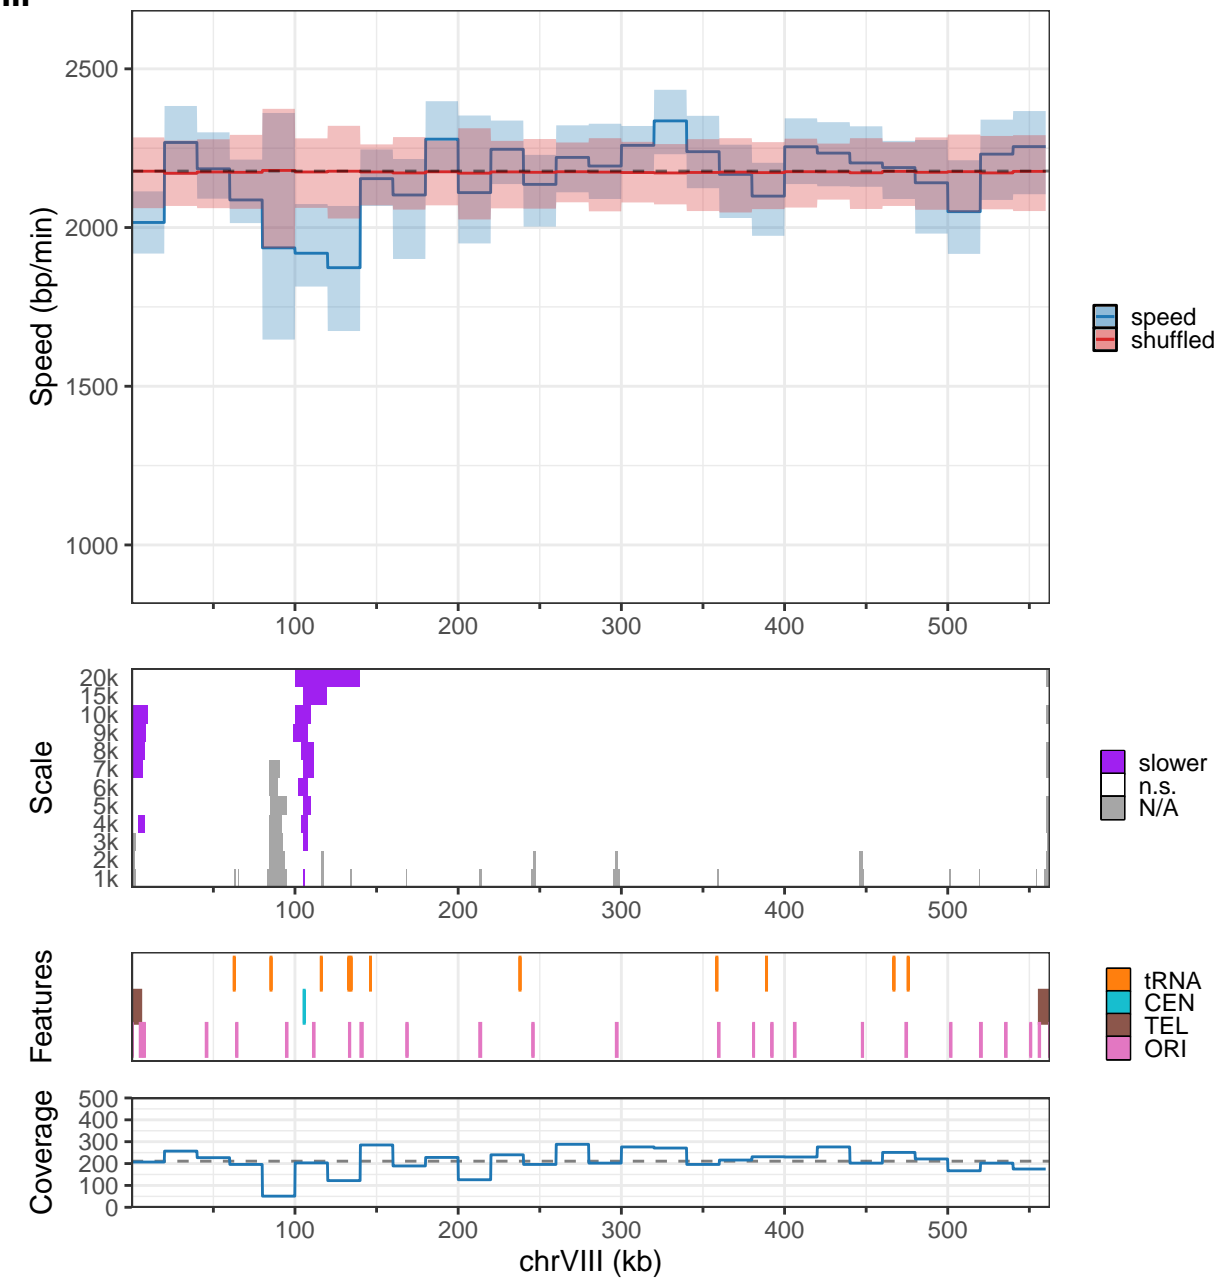 2500
2000
1500
1000
Speed (bp/min)
100 200 300 400 500
speed
shuffled
20k
15k
10k
9k
8k
7k
6k
5k
4k
3k
2k
1k
Scale
100 200 300 400 500
slower
n.s.
N/A
Features
tRNA
CEN
TEL
ORI
500
400
300
200
100
0
Coverage
100 200 300 400 500
chrVIII (kb)